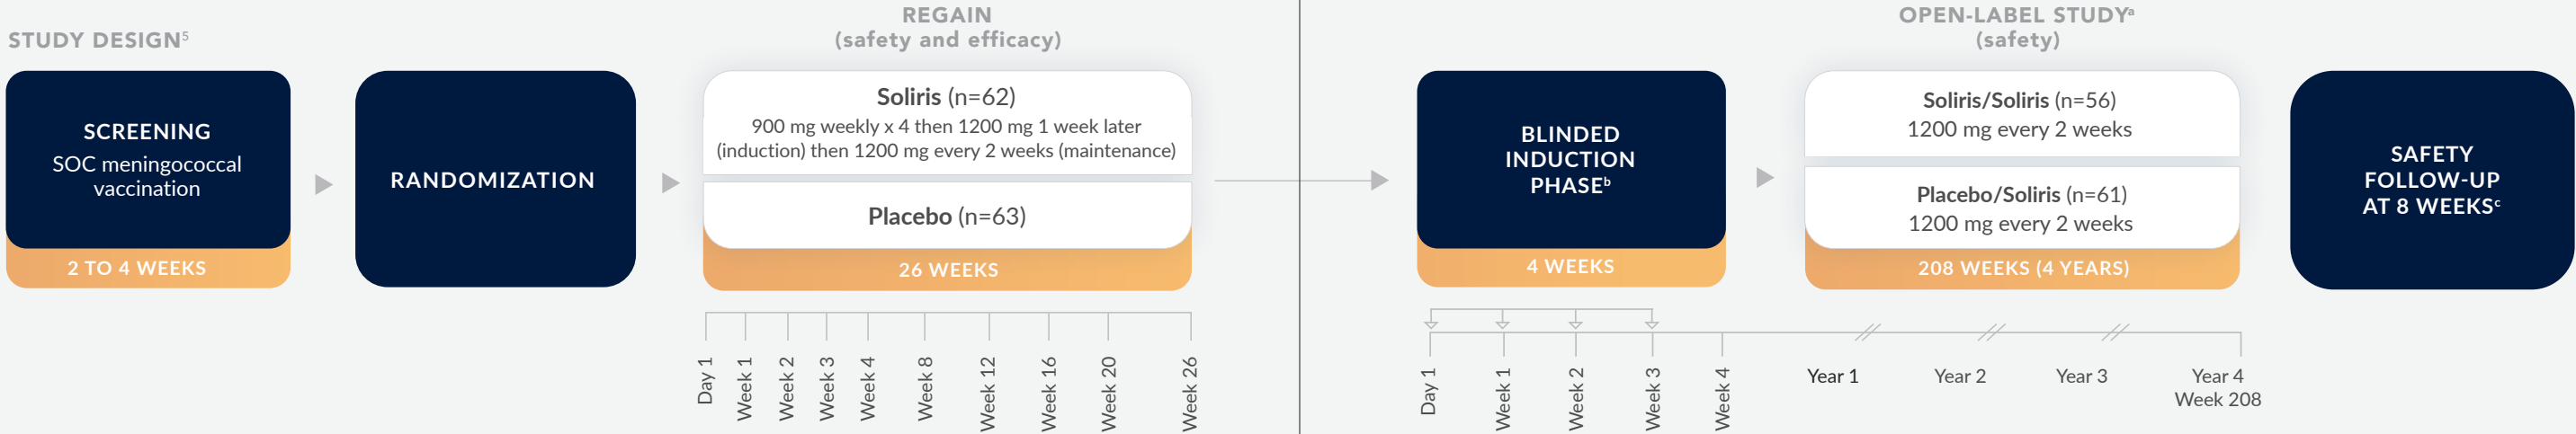 STUDY DESIGN⁵
SCREENING
SOC meningococcal
vaccination
2 TO 4 WEEKS
RANDOMIZATION
REGAIN
(safety and efficacy)
Soliris (n=62)
900 mg weekly x 4 then 1200 mg 1 week later
(induction) then 1200 mg every 2 weeks (maintenance)
Placebo (n=63)
26 WEEKS
Day 1
Week 1
Week 2
Week 3
Week 4
Week 8
Week 12
Week 16
Week 20
Week 26
OPEN-LABEL STUDYᵃ
(safety)
BLINDED
INDUCTION
PHASEᵇ
4 WEEKS
Soliris/Soliris (n=56)
1200 mg every 2 weeks
Placebo/Soliris (n=61)
1200 mg every 2 weeks
208 WEEKS (4 YEARS)
Day 1
Week 1
Week 2
Week 3
Week 4
Year 1
Year 2
Year 3
Year 4
Week 208
SAFETY
FOLLOW-UP
AT 8 WEEKSᶜ